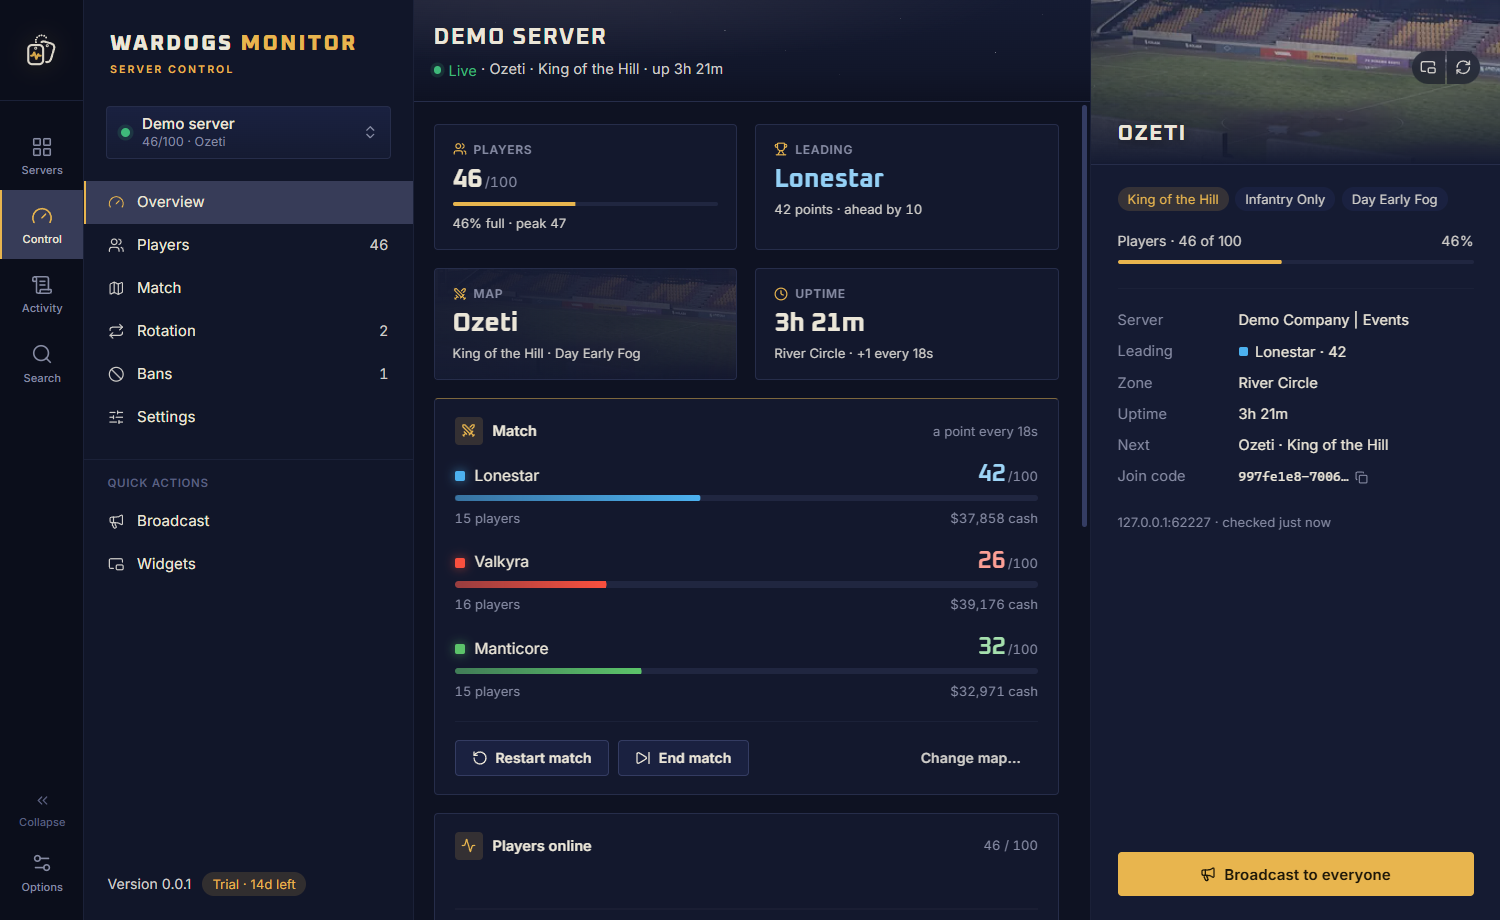 WARDOGS MONITOR
SERVER CONTROL
Servers
Control
Activity
Search
Collapse
Options
Demo server
46/100 · Ozeti
Overview
Players 46
Match
Rotation 2
Bans 1
Settings
QUICK ACTIONS
Broadcast
Widgets
Version 0.0.1 Trial · 14d left
DEMO SERVER
Live · Ozeti · King of the Hill · up 3h 21m
PLAYERS
46/100
46% full · peak 47
LEADING
Lonestar
42 points · ahead by 10
MAP
Ozeti
King of the Hill · Day Early Fog
UPTIME
3h 21m
River Circle · +1 every 18s
Match a point every 18s
Lonestar 42/100
15 players $37,858 cash
Valkyra 26/100
16 players $39,176 cash
Manticore 32/100
15 players $32,971 cash
Restart match End match Change map...
Players online 46 / 100
OZETI
King of the Hill Infantry Only Day Early Fog
Players · 46 of 100 46%
Server Demo Company | Events
Leading Lonestar · 42
Zone River Circle
Uptime 3h 21m
Next Ozeti · King of the Hill
Join code 997fe1e8-7006…
127.0.0.1:62227 · checked just now
Broadcast to everyone